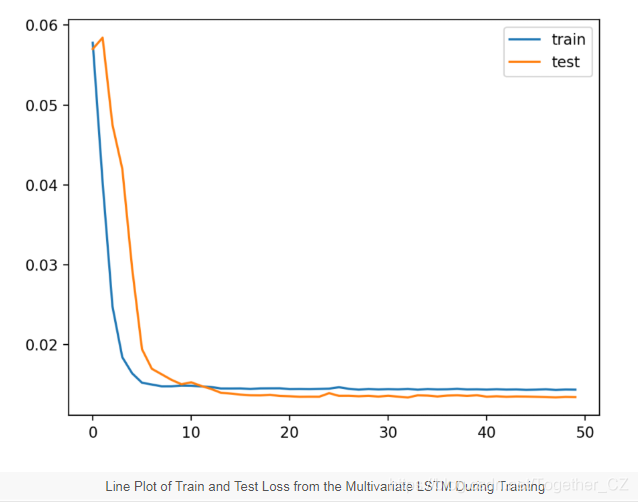 0.06
train
test
0.05
0.04
0.03
0.02
0 10 20 30 40 50
Line Plot of Train and Test Loss from the Multivariate LSTM During Training
Together_CZ